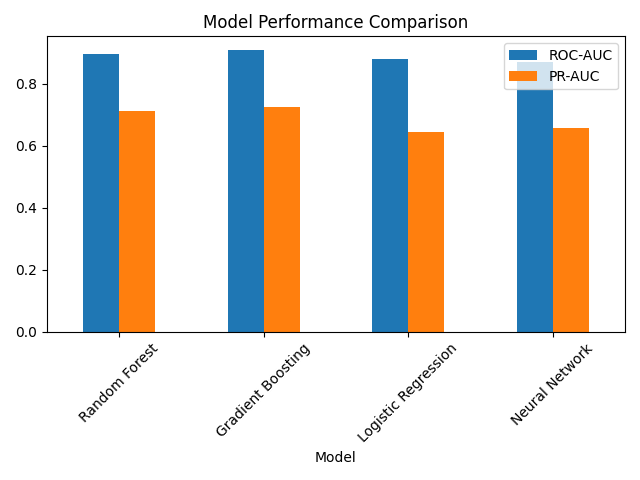 Model Performance Comparison
ROC-AUC
PR-AUC
0.8
0.6
0.4
0.2
0.0
Random Forest
Gradient Boosting
Logistic Regression
Neural Network
Model